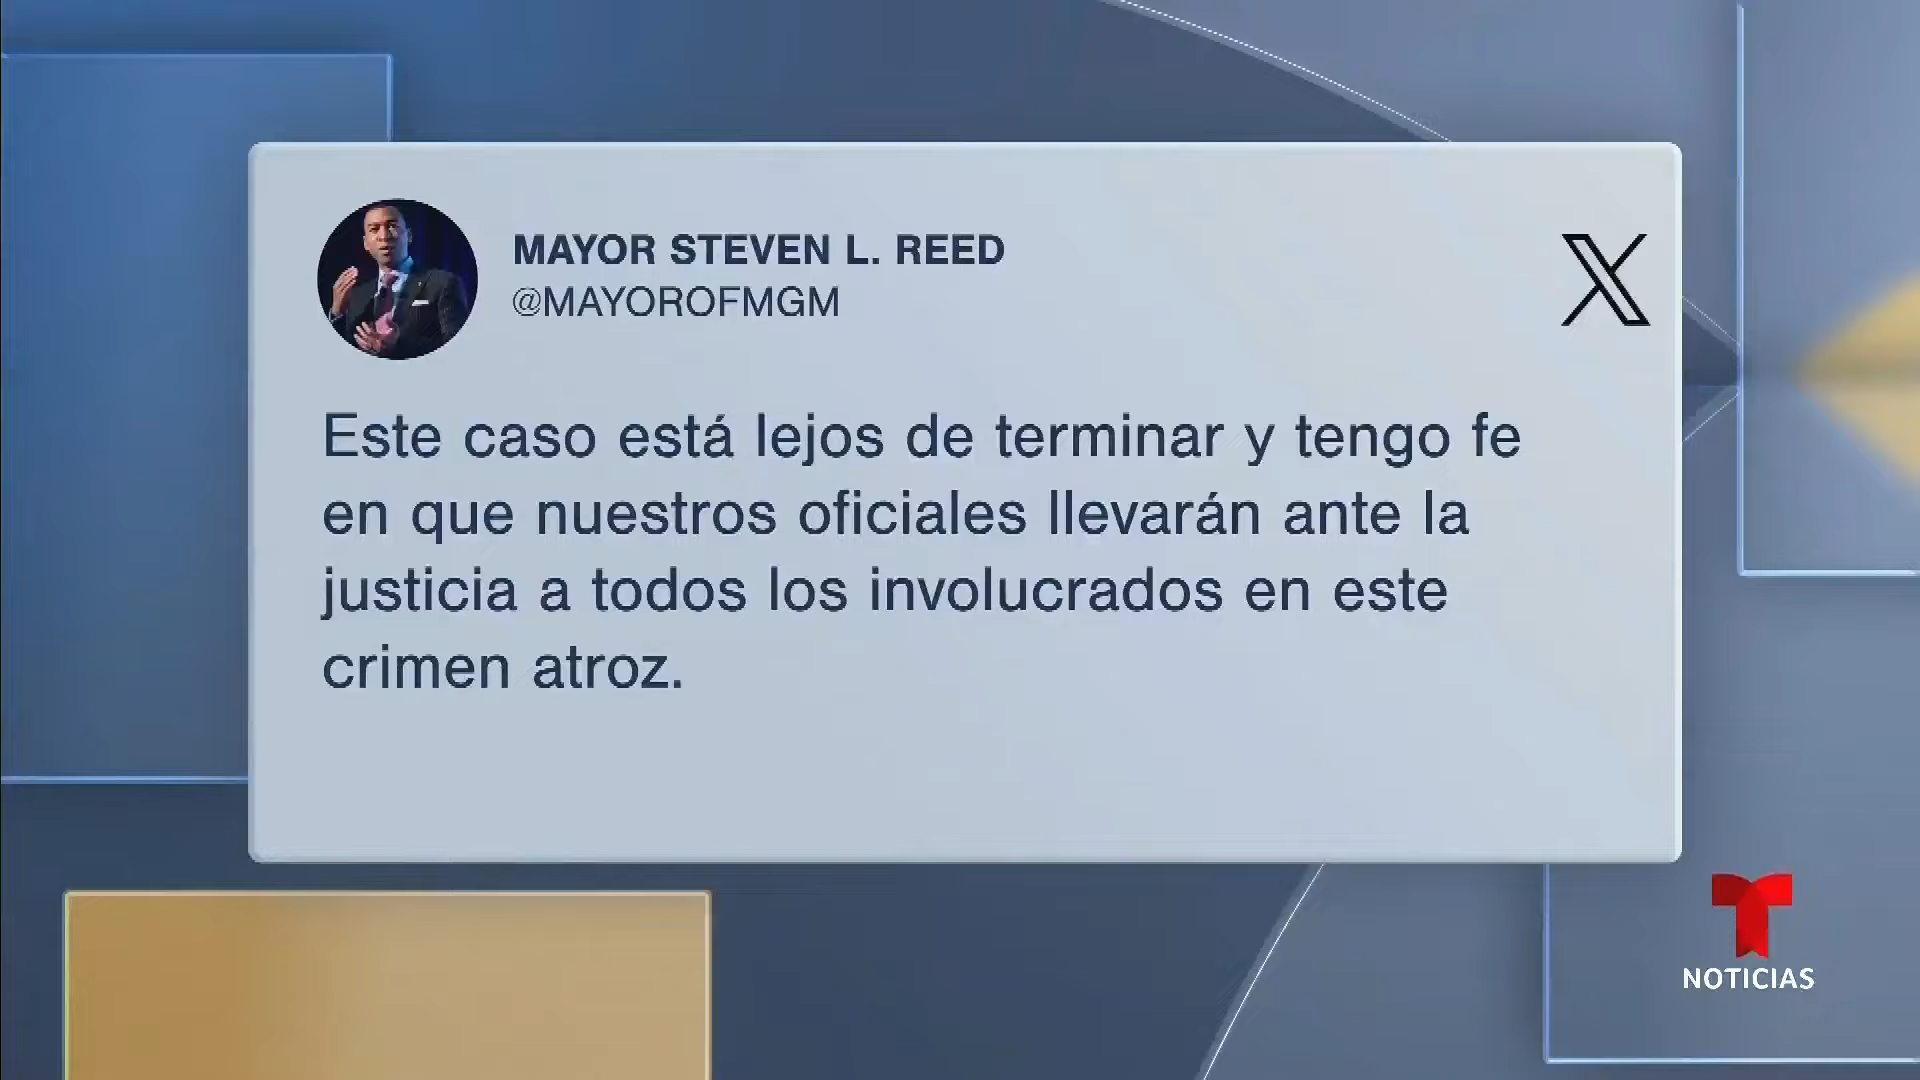 MAYOR STEVEN L. REED
@MAYOROFMGM
Este caso está lejos de terminar y tengo fe
en que nuestros oficiales llevarán ante la
justicia a todos los involucrados en este
crimen atroz.
NOTICIAS